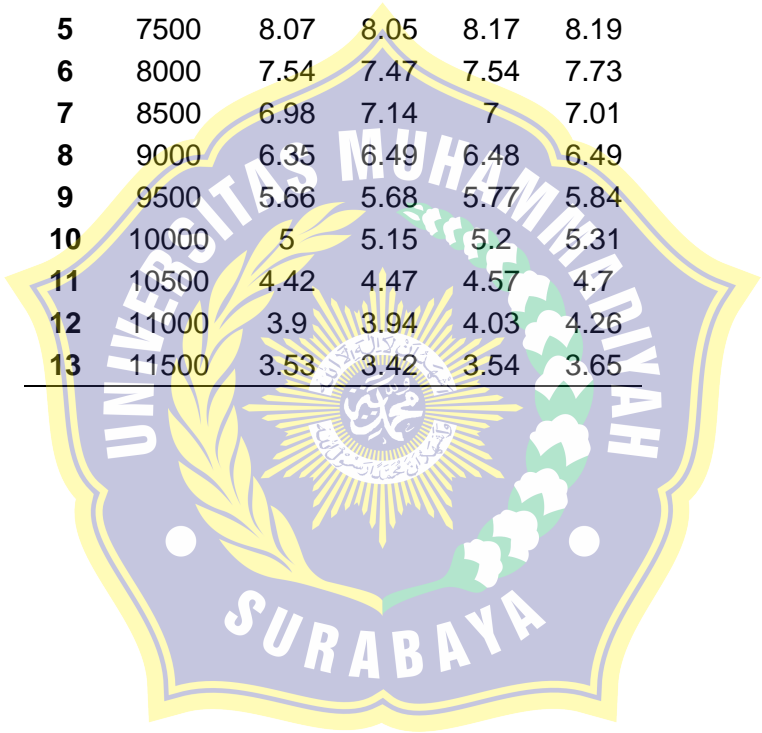 5 7500 8.07 8.05 8.17 8.19
6 8000 7.54 7.47 7.54 7.73
7 8500 6.98 7.14 7 7.01
8 9000 6.35 6.49 6.48 6.49
9 9500 5.66 5.68 5.77 5.84
10 10000 5 5.15 5.2 5.31
11 10500 4.42 4.47 4.57 4.7
12 11000 3.9 3.94 4.03 4.26
13 11500 3.53 3.42 3.54 3.65
UNIVERSITAS MUHAMMADIYAH
SURABAYA